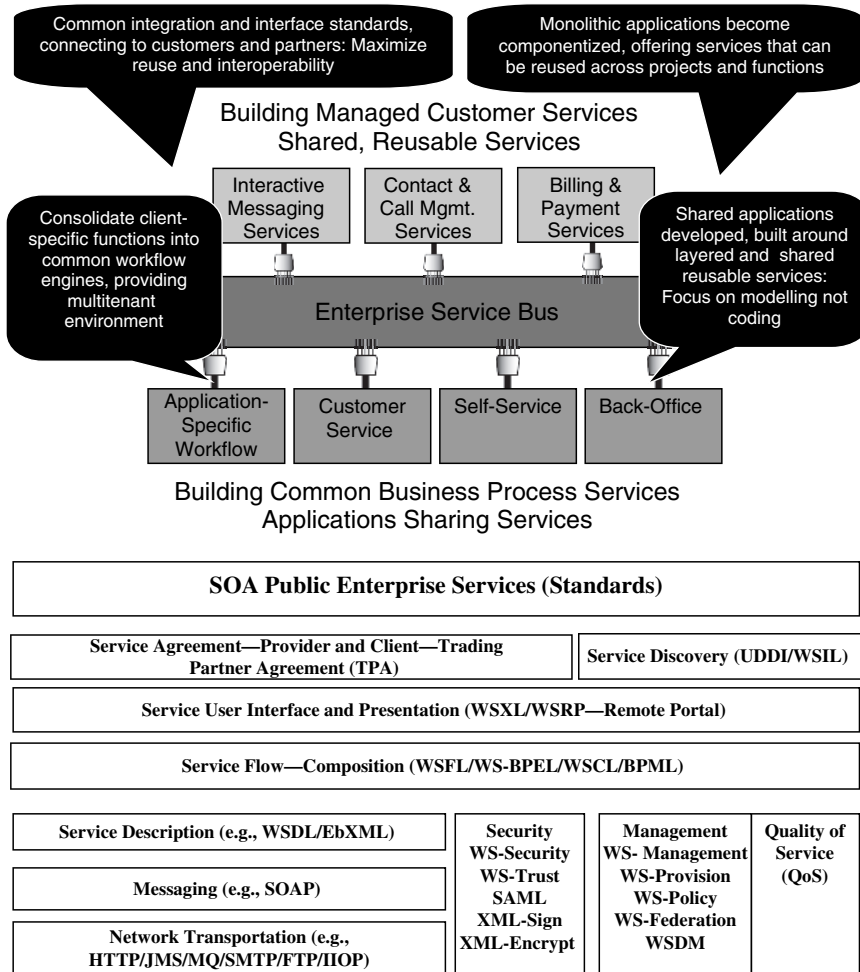 Common integration and interface standards,
connecting to customers and partners: Maximize
reuse and interoperability
Monolithic applications become
componentized, offering services that can
be reused across projects and functions
Building Managed Customer Services
Shared, Reusable Services
Interactive
Messaging
Services
Contact &
Call Mgmt.
Services
Billing &
Payment
Services
Consolidate client-
specific functions into
common workflow
engines, providing
multitenant
environment
Shared applications
developed, built around
layered and shared
reusable services:
Focus on modelling not
coding
Enterprise Service Bus
Application-
Specific
Workflow
Customer
Service
Self-Service
Back-Office
Building Common Business Process Services
Applications Sharing Services
SOA Public Enterprise Services (Standards)
Service Agreement—Provider and Client—Trading
Partner Agreement (TPA)
Service Discovery (UDDI/WSIL)
Service User Interface and Presentation (WSXL/WSRP—Remote Portal)
Service Flow—Composition (WSFL/WS-BPEL/WSCL/BPML)
Service Description (e.g., WSDL/EbXML)
Messaging (e.g., SOAP)
Network Transportation (e.g.,
HTTP/JMS/MQ/SMTP/FTP/IIOP)
Security
WS-Security
WS-Trust
SAML
XML-Sign
XML-Encrypt
Management
WS- Management
WS-Provision
WS-Policy
WS-Federation
WSDM
Quality of
Service
(QoS)